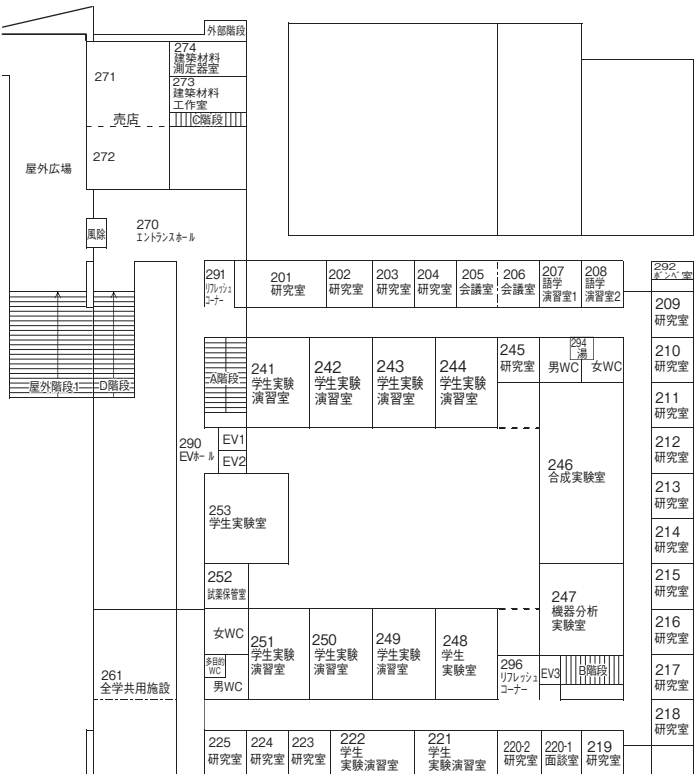 外部階段
274
建築材料
測定器室
273
建築材料
工作室
C階段
271
売店
272
屋外広場
風除
270
エントランスホール
屋外階段1
D階段
291
リフレッシュ
コーナー
201
研究室
202
研究室
203
研究室
204
研究室
205
会議室
206
会議室
207
語学
演習室1
208
語学
演習室2
292
ボンベ室
209
研究室
210
研究室
211
研究室
212
研究室
213
研究室
214
研究室
215
研究室
216
研究室
217
研究室
218
研究室
A階段
241
学生実験
演習室
242
学生実験
演習室
243
学生実験
演習室
244
学生実験
演習室
245
研究室
294
湯
男WC
女WC
290
EVホール
EV1
EV2
246
合成実験室
253
学生実験室
252
試薬保管室
247
機器分析
実験室
女WC
多目的
WC
男WC
251
学生実験
演習室
250
学生実験
演習室
249
学生実験
演習室
248
学生
実験室
296
リフレッシュ
コーナー
EV3
B階段
261
全学共用施設
225
研究室
224
研究室
223
研究室
222
学生
実験演習室
221
学生
実験演習室
220-2
研究室
220-1
面談室
219
研究室